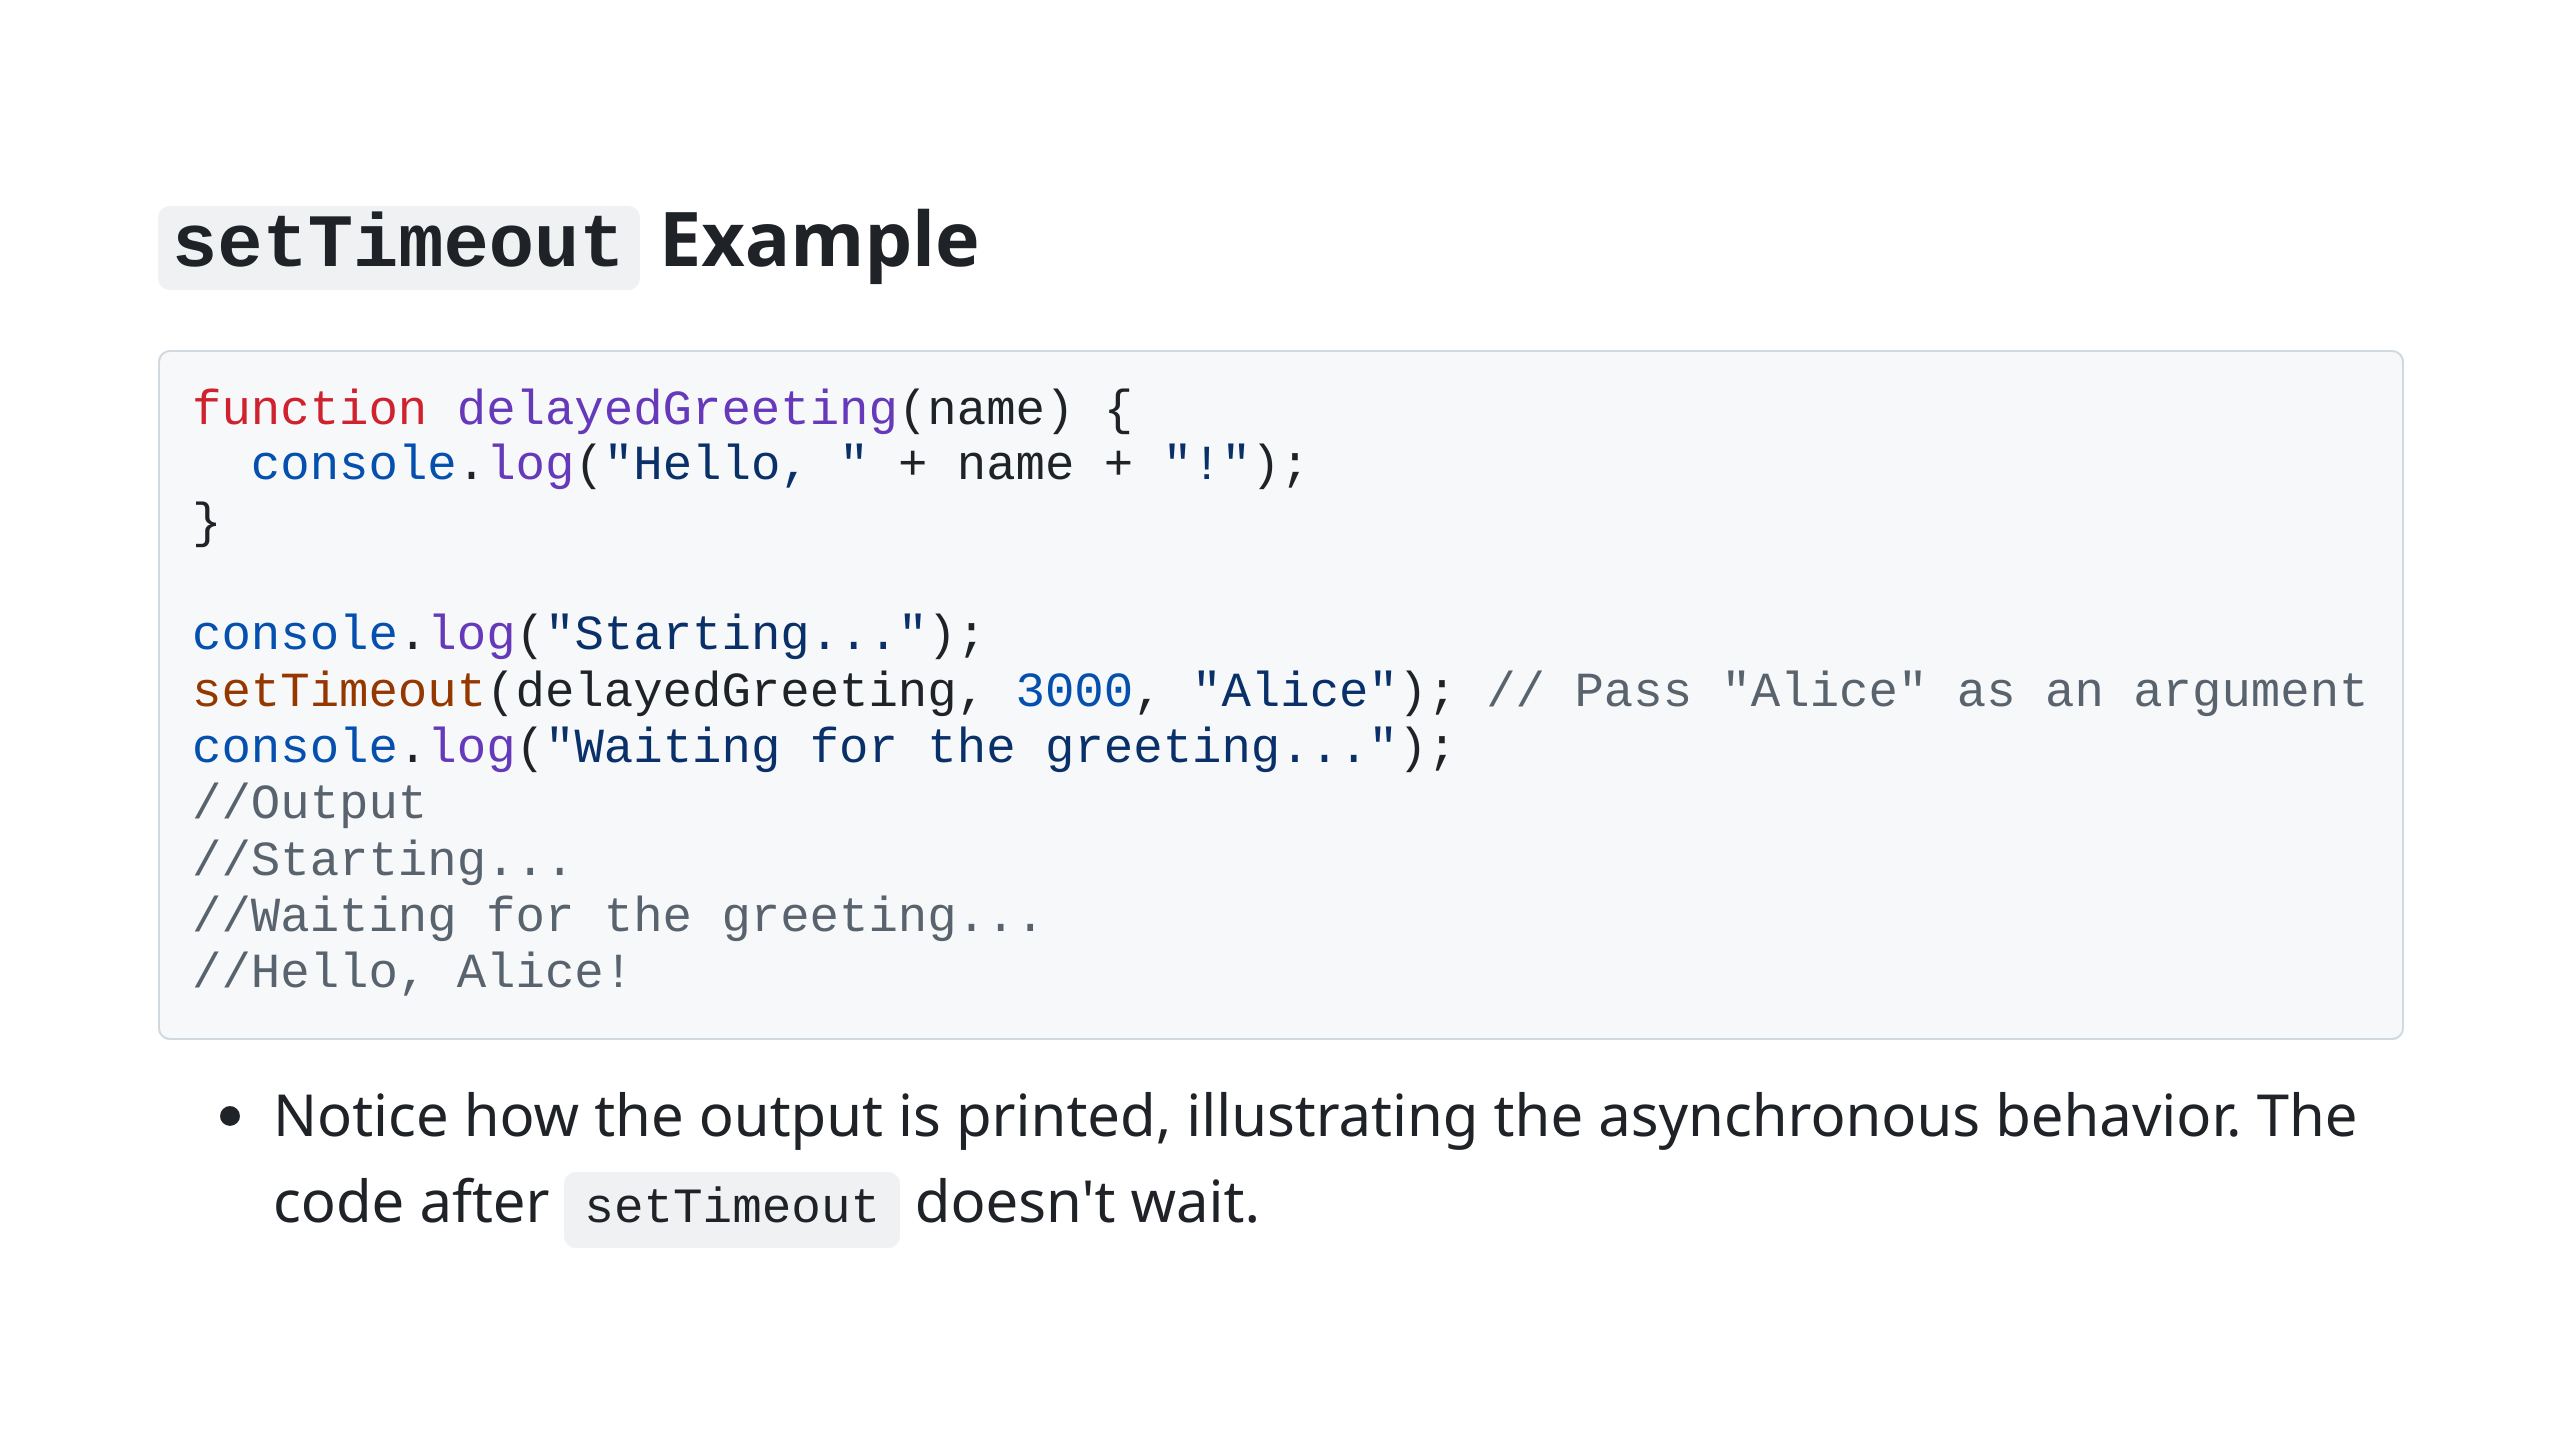 setTimeout Example
function delayedGreeting(name) {
  console.log("Hello, " + name + "!");
}
console.log("Starting...");
setTimeout(delayedGreeting, 3000, "Alice"); // Pass "Alice" as an argument
console.log("Waiting for the greeting...");
//Output
//Starting...
//Waiting for the greeting...
//Hello, Alice!
• Notice how the output is printed, illustrating the asynchronous behavior. The
code after setTimeout doesn't wait.